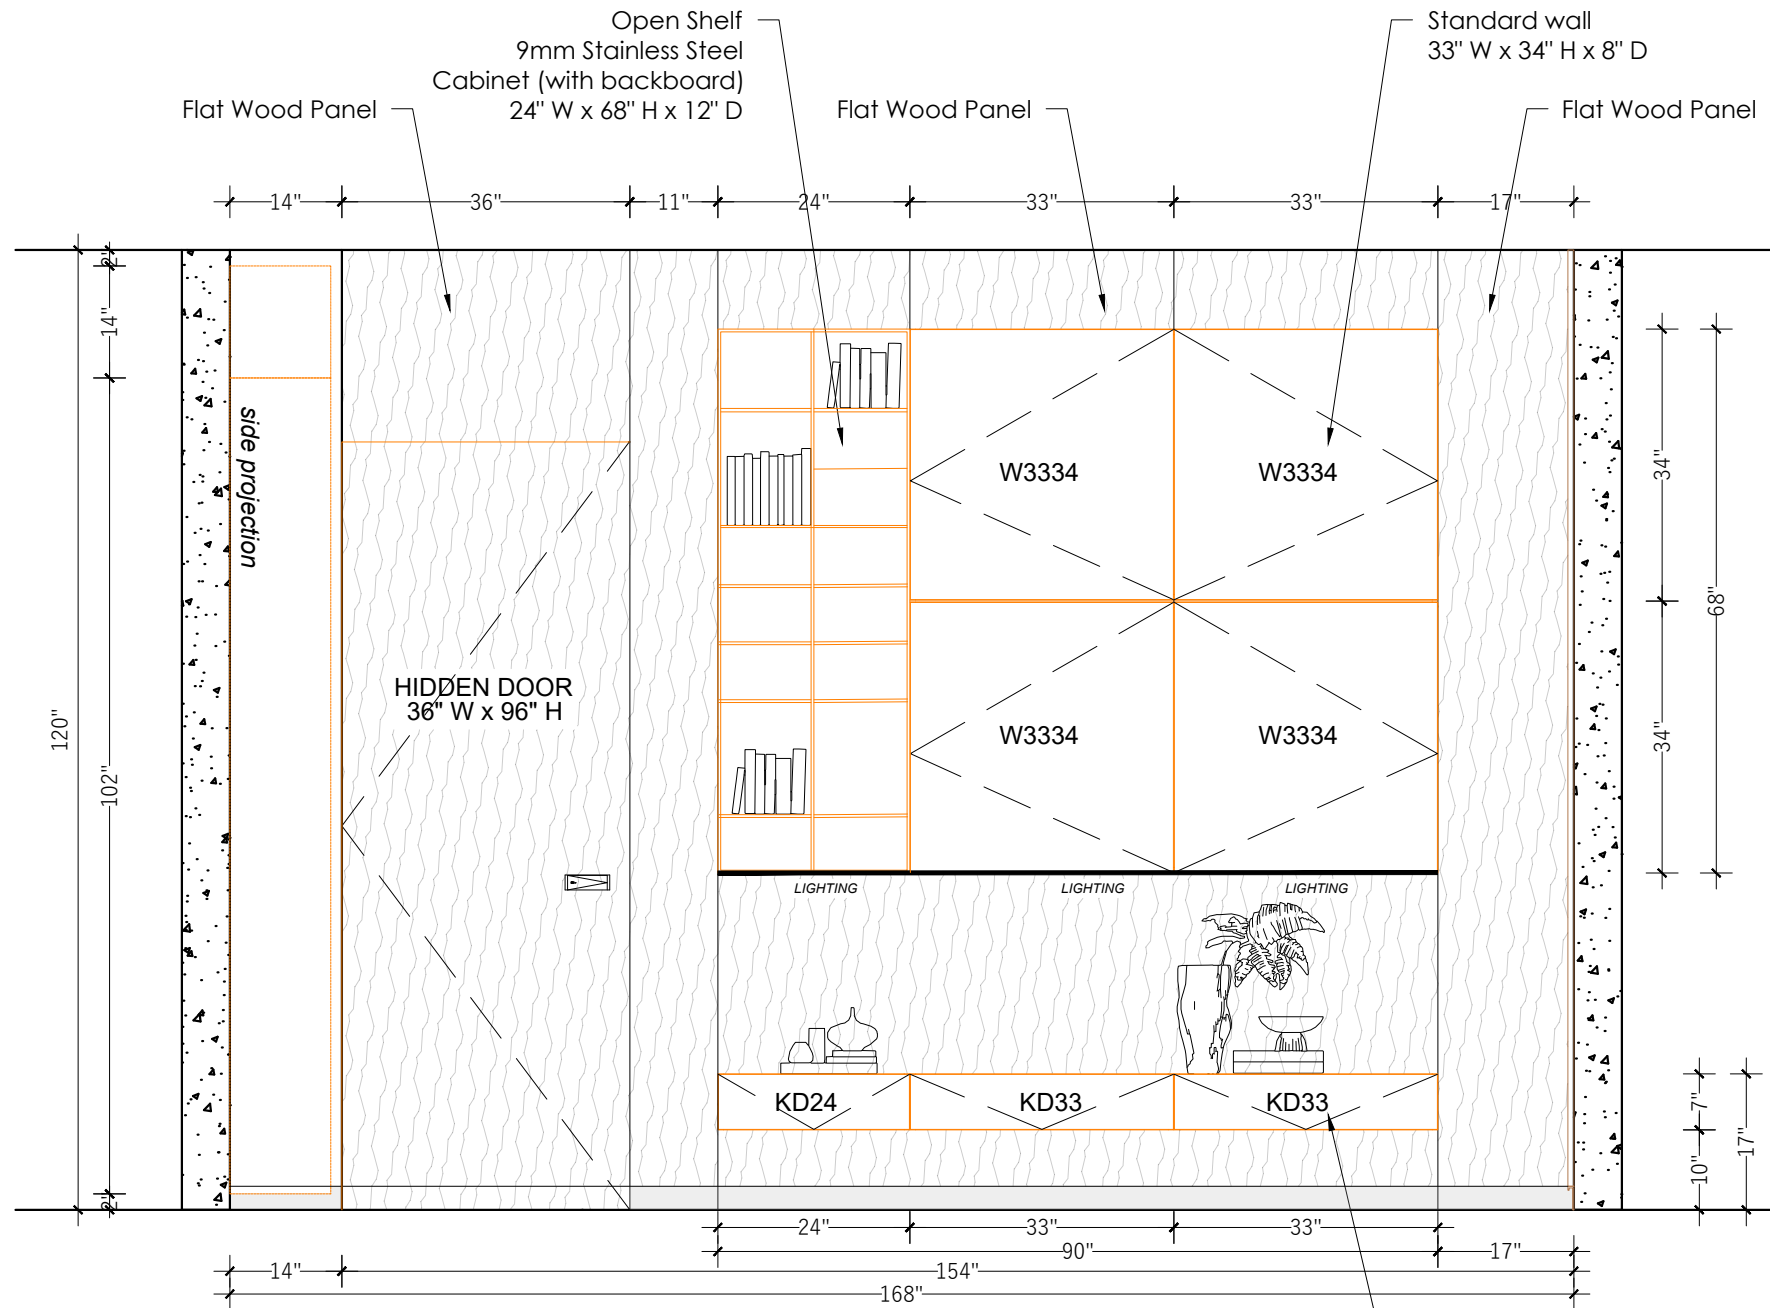 Open Shelf
9mm Stainless Steel
Cabinet (with backboard)
24" W x 68" H x 12" D
Standard wall
33" W x 34" H x 8" D
Flat Wood Panel
Flat Wood Panel
Flat Wood Panel
14"
36"
11"
24"
33"
33"
17"
2"
14"
102"
2"
120"
side projection
HIDDEN DOOR
36" W x 96" H
W3334
W3334
W3334
W3334
34"
34"
68"
LIGHTING
LIGHTING
LIGHTING
KD24
KD33
KD33
7"
10"
17"
24"
33"
33"
90"
17"
14"
154"
168"